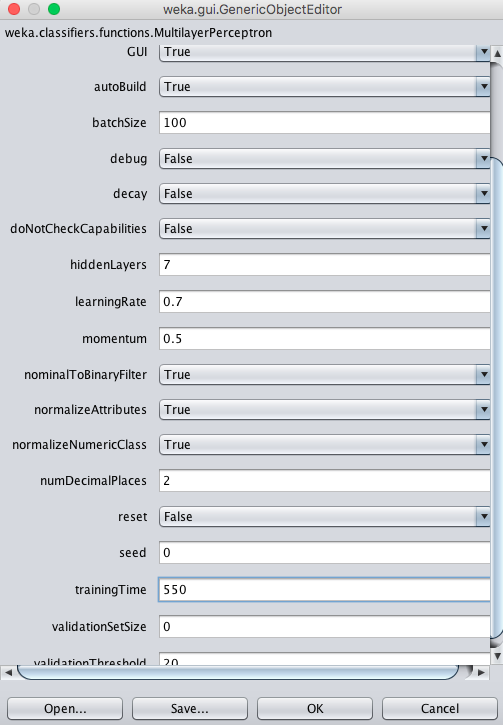 weka.gui.GenericObjectEditor
weka.classifiers.functions.MultilayerPerceptron
GUI True
autoBuild True
batchSize 100
debug False
decay False
doNotCheckCapabilities False
hiddenLayers 7
learningRate 0.7
momentum 0.5
nominalToBinaryFilter True
normalizeAttributes True
normalizeNumericClass True
numDecimalPlaces 2
reset False
seed 0
trainingTime 550
validationSetSize 0
validationThreshold 20
Open... Save... OK Cancel